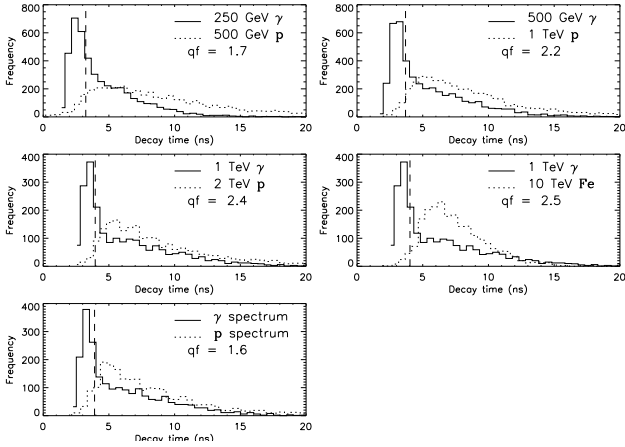 800
600
400
200
0
Frequency
250 GeV γ
500 GeV p
qf = 1.7
0 5 10 15 20
Decay time (ns)
800
600
400
200
0
Frequency
500 GeV γ
1 TeV p
qf = 2.2
0 5 10 15 20
Decay time (ns)
400
300
200
100
0
Frequency
1 TeV γ
2 TeV p
qf = 2.4
0 5 10 15 20
Decay time (ns)
400
300
200
100
0
Frequency
1 TeV γ
10 TeV Fe
qf = 2.5
0 5 10 15 20
Decay time (ns)
400
300
200
100
0
Frequency
γ spectrum
p spectrum
qf = 1.6
0 5 10 15 20
Decay time (ns)